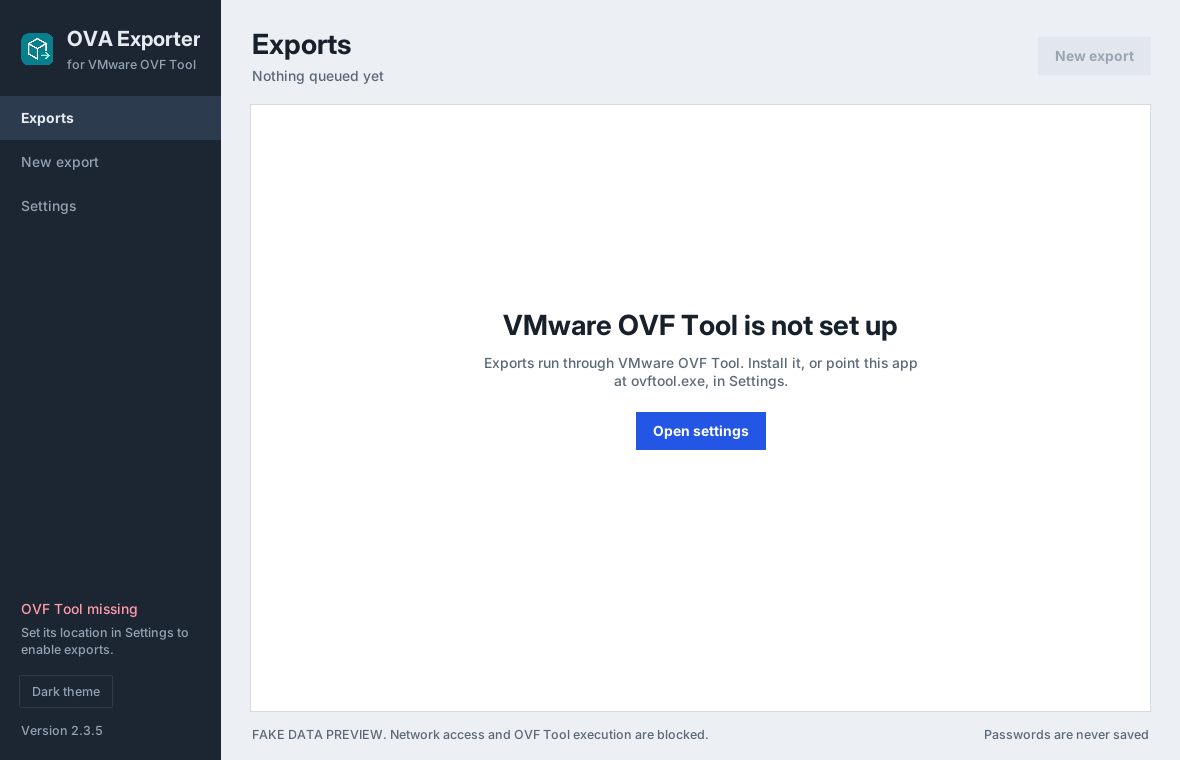 OVA Exporter
for VMware OVF Tool
Exports
New export
Settings
OVF Tool missing
Set its location in Settings to
enable exports.
Dark theme
Version 2.3.5
Exports
Nothing queued yet
New export
VMware OVF Tool is not set up
Exports run through VMware OVF Tool. Install it, or point this app
at ovftool.exe, in Settings.
Open settings
FAKE DATA PREVIEW. Network access and OVF Tool execution are blocked.
Passwords are never saved